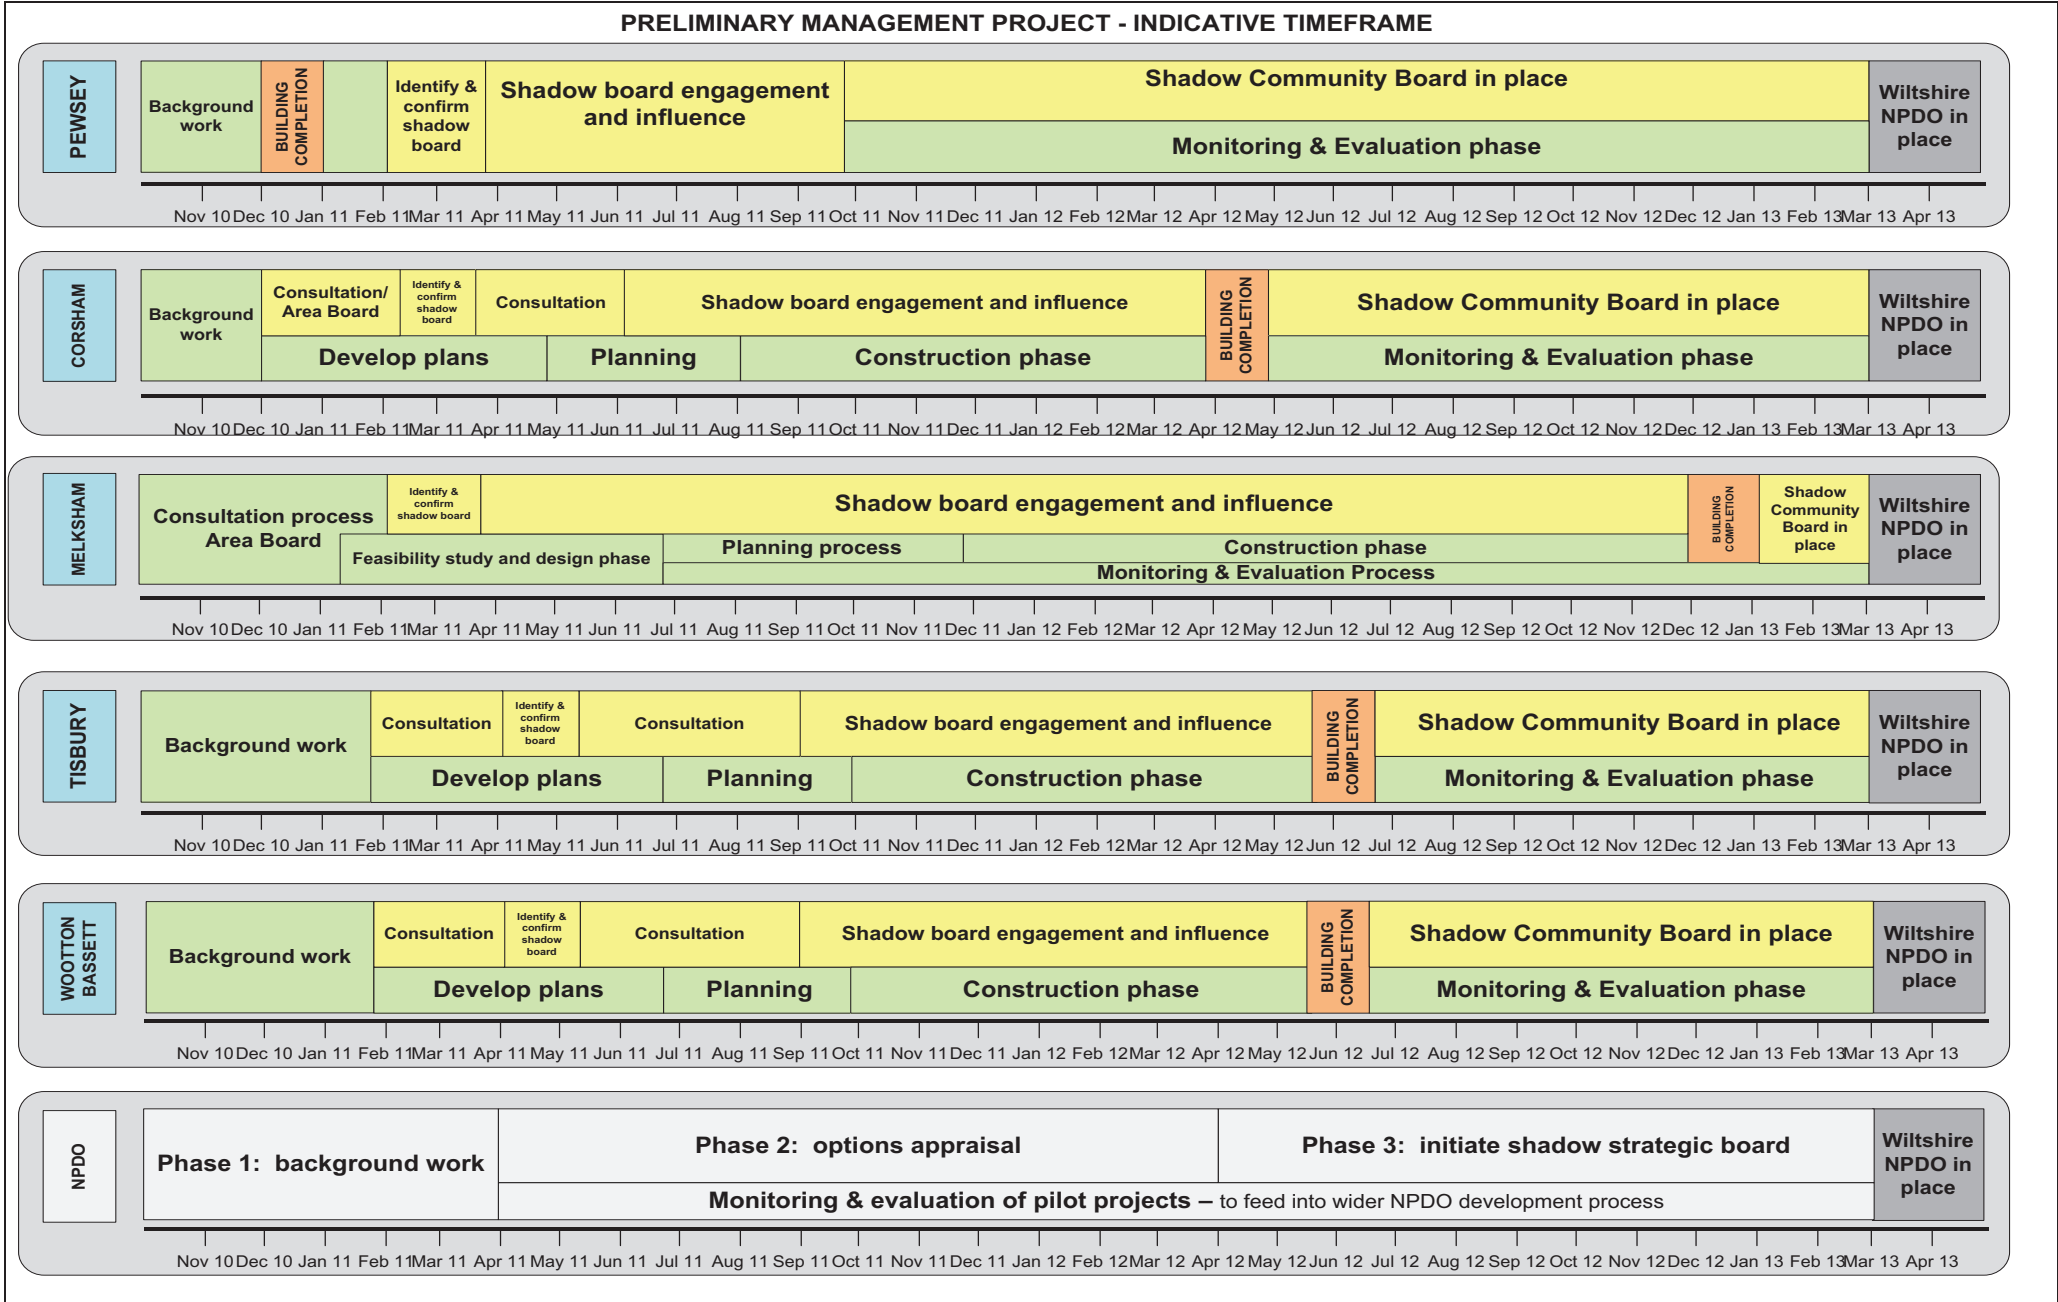 PRELIMINARY MANAGEMENT PROJECT - INDICATIVE TIMEFRAME
PEWSEY
Background
work
BUILDING
COMPLETION
Identify &
confirm
shadow
board
Shadow board engagement
and influence
Shadow Community Board in place
Monitoring & Evaluation phase
Wiltshire
NPDO in
place
Nov 10 Dec 10 Jan 11 Feb 11 Mar 11 Apr 11 May 11 Jun 11 Jul 11 Aug 11 Sep 11 Oct 11 Nov 11 Dec 11 Jan 12 Feb 12 Mar 12 Apr 12 May 12 Jun 12 Jul 12 Aug 12 Sep 12 Oct 12 Nov 12 Dec 12 Jan 13 Feb 13 Mar 13 Apr 13
CORSHAM
Background
work
Consultation/
Area Board
Identify &
confirm
shadow
board
Consultation
Shadow board engagement and influence
Develop plans
Planning
Construction phase
BUILDING
COMPLETION
Shadow Community Board in place
Monitoring & Evaluation phase
Wiltshire
NPDO in
place
Nov 10 Dec 10 Jan 11 Feb 11 Mar 11 Apr 11 May 11 Jun 11 Jul 11 Aug 11 Sep 11 Oct 11 Nov 11 Dec 11 Jan 12 Feb 12 Mar 12 Apr 12 May 12 Jun 12 Jul 12 Aug 12 Sep 12 Oct 12 Nov 12 Dec 12 Jan 13 Feb 13 Mar 13 Apr 13
MELKSHAM
Consultation process
Area Board
Identify &
confirm
shadow board
Shadow board engagement and influence
Feasibility study and design phase
Planning process
Construction phase
Monitoring & Evaluation Process
BUILDING
COMPLETION
Shadow
Community
Board in
place
Wiltshire
NPDO in
place
Nov 10 Dec 10 Jan 11 Feb 11 Mar 11 Apr 11 May 11 Jun 11 Jul 11 Aug 11 Sep 11 Oct 11 Nov 11 Dec 11 Jan 12 Feb 12 Mar 12 Apr 12 May 12 Jun 12 Jul 12 Aug 12 Sep 12 Oct 12 Nov 12 Dec 12 Jan 13 Feb 13 Mar 13 Apr 13
TISBURY
Background work
Consultation
Identify &
confirm
shadow
board
Consultation
Shadow board engagement and influence
Develop plans
Planning
Construction phase
BUILDING
COMPLETION
Shadow Community Board in place
Monitoring & Evaluation phase
Wiltshire
NPDO in
place
Nov 10 Dec 10 Jan 11 Feb 11 Mar 11 Apr 11 May 11 Jun 11 Jul 11 Aug 11 Sep 11 Oct 11 Nov 11 Dec 11 Jan 12 Feb 12 Mar 12 Apr 12 May 12 Jun 12 Jul 12 Aug 12 Sep 12 Oct 12 Nov 12 Dec 12 Jan 13 Feb 13 Mar 13 Apr 13
WOOTTON
BASSETT
Background work
Consultation
Identify &
confirm
shadow
board
Consultation
Shadow board engagement and influence
Develop plans
Planning
Construction phase
BUILDING
COMPLETION
Shadow Community Board in place
Monitoring & Evaluation phase
Wiltshire
NPDO in
place
Nov 10 Dec 10 Jan 11 Feb 11 Mar 11 Apr 11 May 11 Jun 11 Jul 11 Aug 11 Sep 11 Oct 11 Nov 11 Dec 11 Jan 12 Feb 12 Mar 12 Apr 12 May 12 Jun 12 Jul 12 Aug 12 Sep 12 Oct 12 Nov 12 Dec 12 Jan 13 Feb 13 Mar 13 Apr 13
NPDO
Phase 1: background work
Phase 2: options appraisal
Phase 3: initiate shadow strategic board
Monitoring & evaluation of pilot projects – to feed into wider NPDO development process
Wiltshire
NPDO in
place
Nov 10 Dec 10 Jan 11 Feb 11 Mar 11 Apr 11 May 11 Jun 11 Jul 11 Aug 11 Sep 11 Oct 11 Nov 11 Dec 11 Jan 12 Feb 12 Mar 12 Apr 12 May 12 Jun 12 Jul 12 Aug 12 Sep 12 Oct 12 Nov 12 Dec 12 Jan 13 Feb 13 Mar 13 Apr 13